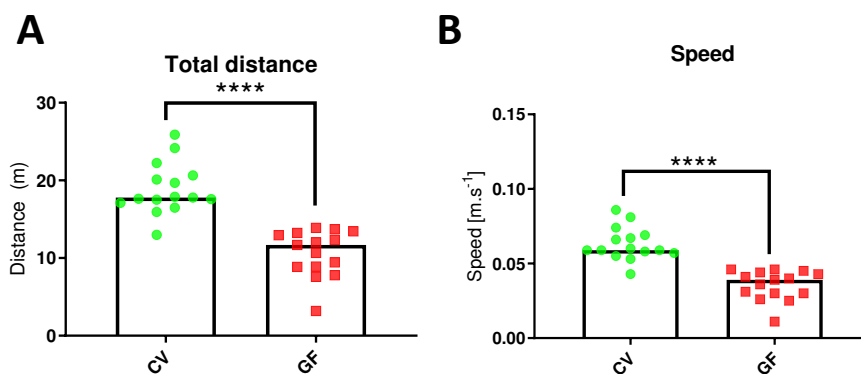 A
Total distance
****
Distance (m)
30
20
10
0
CV
GF
B
Speed
****
Speed [m.s⁻¹]
0.15
0.10
0.05
0.00
CV
GF